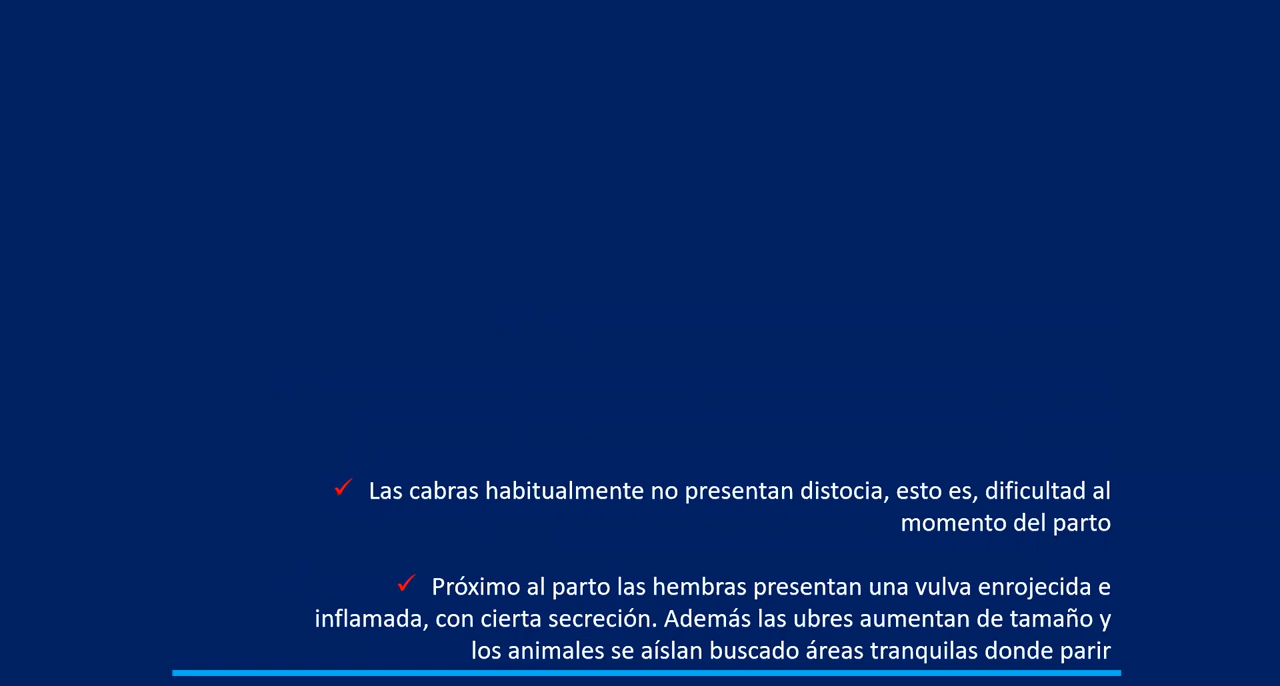 ✓ Las cabras habitualmente no presentan distocia, esto es, dificultad al
momento del parto
✓ Próximo al parto las hembras presentan una vulva enrojecida e
inflamada, con cierta secreción. Además las ubres aumentan de tamaño y
los animales se aíslan buscado áreas tranquilas donde parir